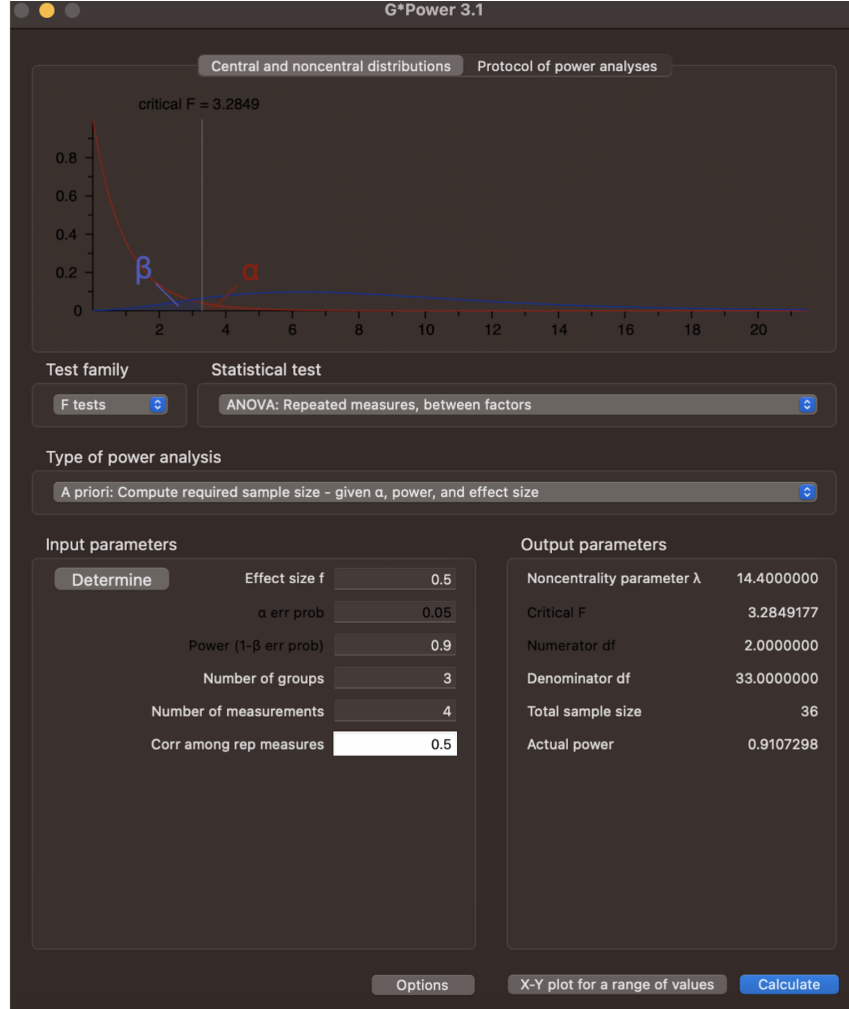 G*Power 3.1
Central and noncentral distributions Protocol of power analyses
critical F = 3.2849
0.8
0.6
0.4
0.2
0
β α
2 4 6 8 10 12 14 16 18 20
Test family Statistical test
F tests ANOVA: Repeated measures, between factors
Type of power analysis
A priori: Compute required sample size - given α, power, and effect size
Input parameters Output parameters
Determine Effect size f 0.5 Noncentrality parameter λ 14.4000000
α err prob 0.05 Critical F 3.2849177
Power (1-β err prob) 0.9 Numerator df 2.0000000
Number of groups 3 Denominator df 33.0000000
Number of measurements 4 Total sample size 36
Corr among rep measures 0.5 Actual power 0.9107298
Options X-Y plot for a range of values Calculate